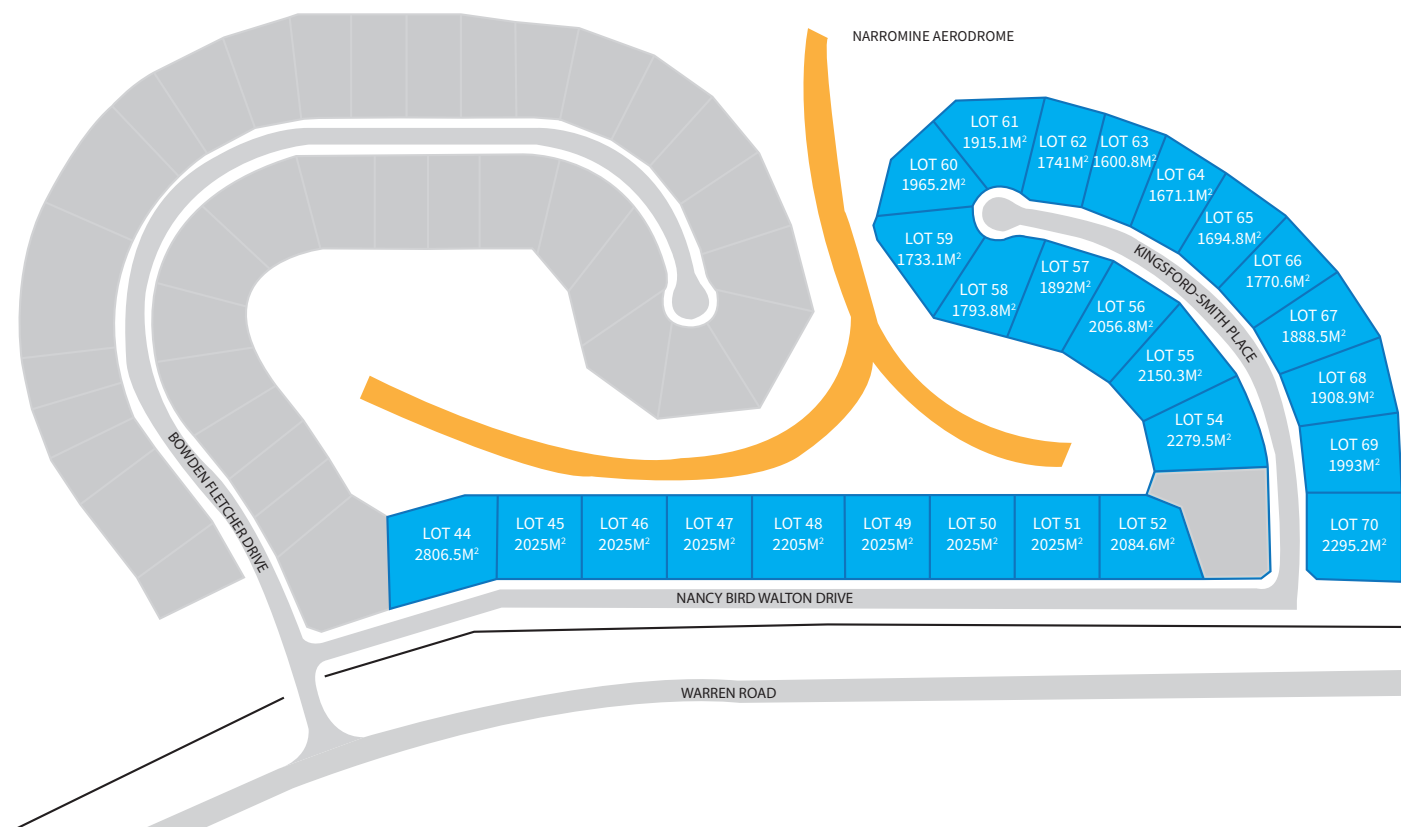 NARROMINE AERODROME
LOT 61
1915.1M²
LOT 62
1741M²
LOT 63
1600.8M²
LOT 60
1965.2M²
LOT 64
1671.1M²
LOT 65
1694.8M²
LOT 59
1733.1M²
LOT 66
1770.6M²
LOT 57
1892M²
LOT 58
1793.8M²
LOT 56
2056.8M²
KINGSFORD-SMITH PLACE
LOT 67
1888.5M²
LOT 55
2150.3M²
LOT 68
1908.9M²
LOT 54
2279.5M²
LOT 69
1993M²
BOWDEN FLETCHER DRIVE
LOT 44
2806.5M²
LOT 45
2025M²
LOT 46
2025M²
LOT 47
2025M²
LOT 48
2205M²
LOT 49
2025M²
LOT 50
2025M²
LOT 51
2025M²
LOT 52
2084.6M²
LOT 70
2295.2M²
NANCY BIRD WALTON DRIVE
WARREN ROAD